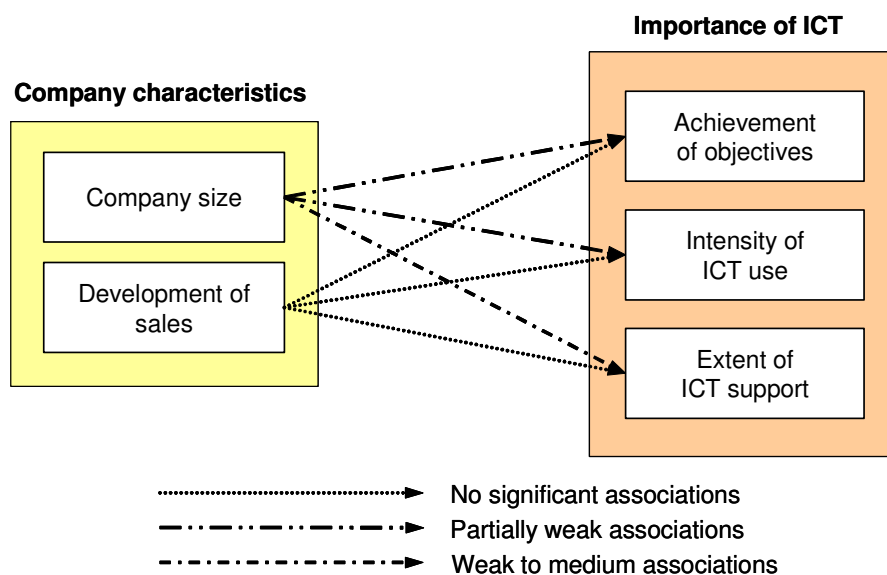 Importance of ICT
Company characteristics
Company size
Development of
sales
Achievement
of objectives
Intensity of
ICT use
Extent of
ICT support
No significant associations
Partially weak associations
Weak to medium associations